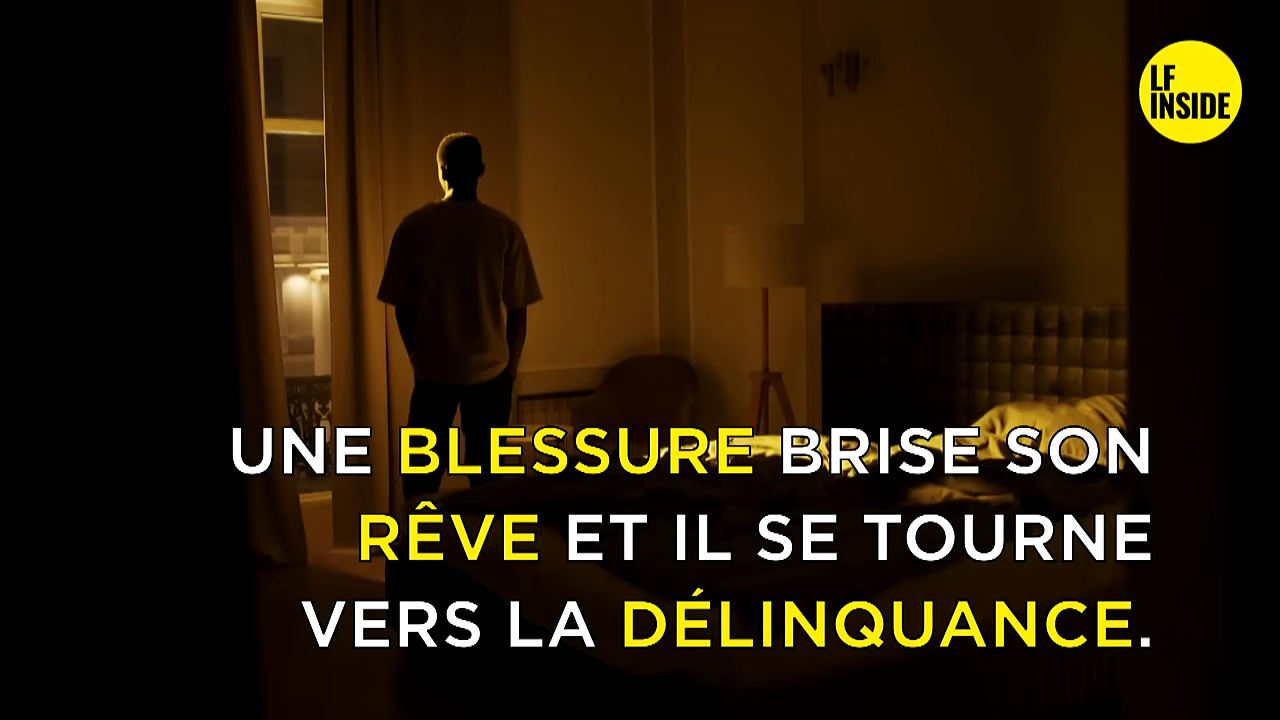 LF
INSIDE
UNE BLESSURE BRISE SON
RÊVE ET IL SE TOURNE
VERS LA DÉLINQUANCE.